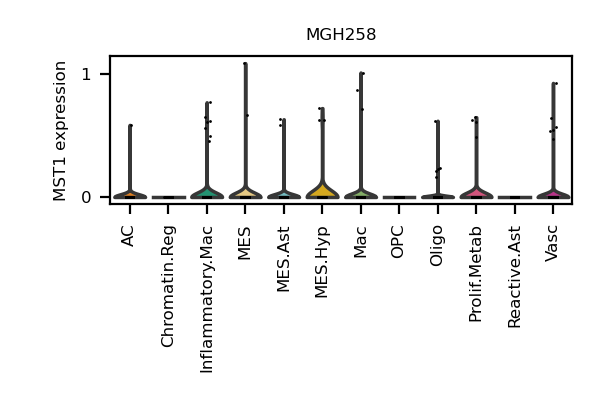 MGH258
MST1 expression
1
0
AC
Chromatin.Reg
Inflammatory.Mac
MES
MES.Ast
MES.Hyp
Mac
OPC
Oligo
Prolif.Metab
Reactive.Ast
Vasc